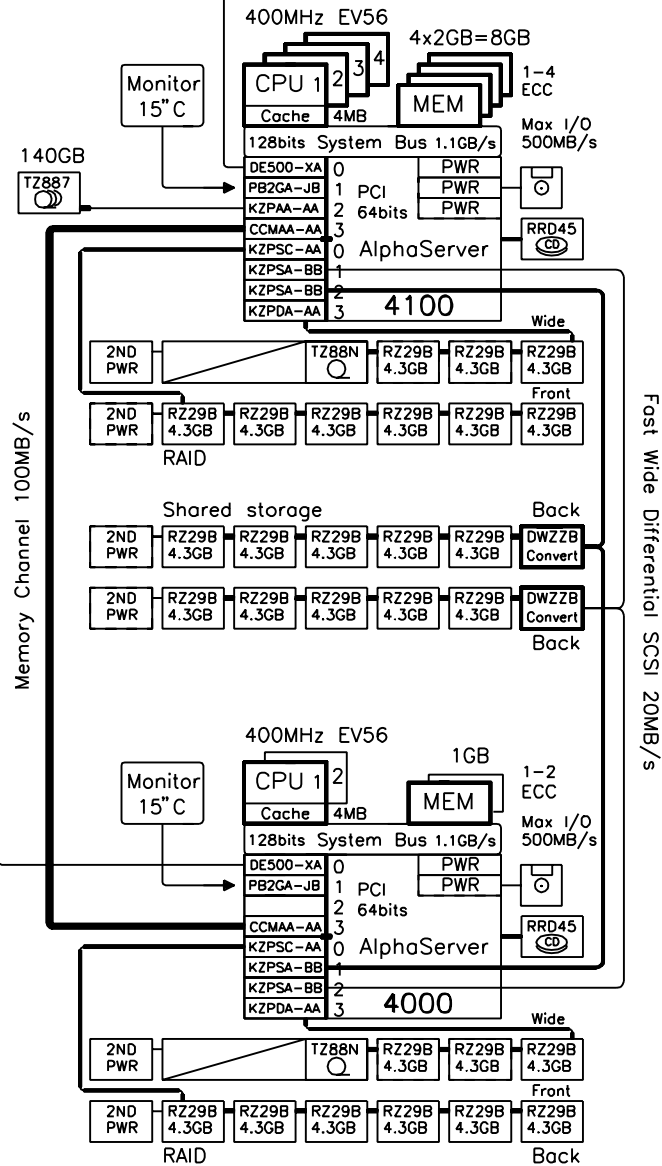 400MHz EV56
4x2GB=8GB
CPU 1 2 3 4
Cache 4MB
MEM
1-4
ECC
Monitor
15"C
Max I/O
500MB/s
128bits System Bus 1.1GB/s
140GB
TZ887
DE500-XA 0 PWR
PB2GA-JB 1 PCI PWR
KZPAA-AA 2 64bits PWR
CCMAA-AA 3
RRD45
CD
KZPSC-AA 0 AlphaServer
KZPSA-BB 1
KZPSA-BB 2
KZPDA-AA 3
4100
Wide
2ND
PWR
TZ88N
RZ29B RZ29B RZ29B
4.3GB 4.3GB 4.3GB
Front
2ND
PWR
RZ29B RZ29B RZ29B RZ29B RZ29B RZ29B
4.3GB 4.3GB 4.3GB 4.3GB 4.3GB 4.3GB
RAID
Memory Channel 100MB/s
Fast Wide Differential SCSI 20MB/s
Shared storage Back
2ND
PWR
RZ29B RZ29B RZ29B RZ29B RZ29B DWZZB
4.3GB 4.3GB 4.3GB 4.3GB 4.3GB Convert
2ND
PWR
RZ29B RZ29B RZ29B RZ29B RZ29B DWZZB
4.3GB 4.3GB 4.3GB 4.3GB 4.3GB Convert
Back
400MHz EV56
1GB
CPU 1 2
Cache 4MB
MEM
1-2
ECC
Monitor
15"C
Max I/O
500MB/s
128bits System Bus 1.1GB/s
DE500-XA 0 PWR
PB2GA-JB 1 PCI PWR
2 64bits
CCMAA-AA 3
RRD45
CD
KZPSC-AA 0 AlphaServer
KZPSA-BB 1
KZPSA-BB 2
KZPDA-AA 3
4000
Wide
2ND
PWR
TZ88N
RZ29B RZ29B RZ29B
4.3GB 4.3GB 4.3GB
Front
2ND
PWR
RZ29B RZ29B RZ29B RZ29B RZ29B RZ29B
4.3GB 4.3GB 4.3GB 4.3GB 4.3GB 4.3GB
RAID Back